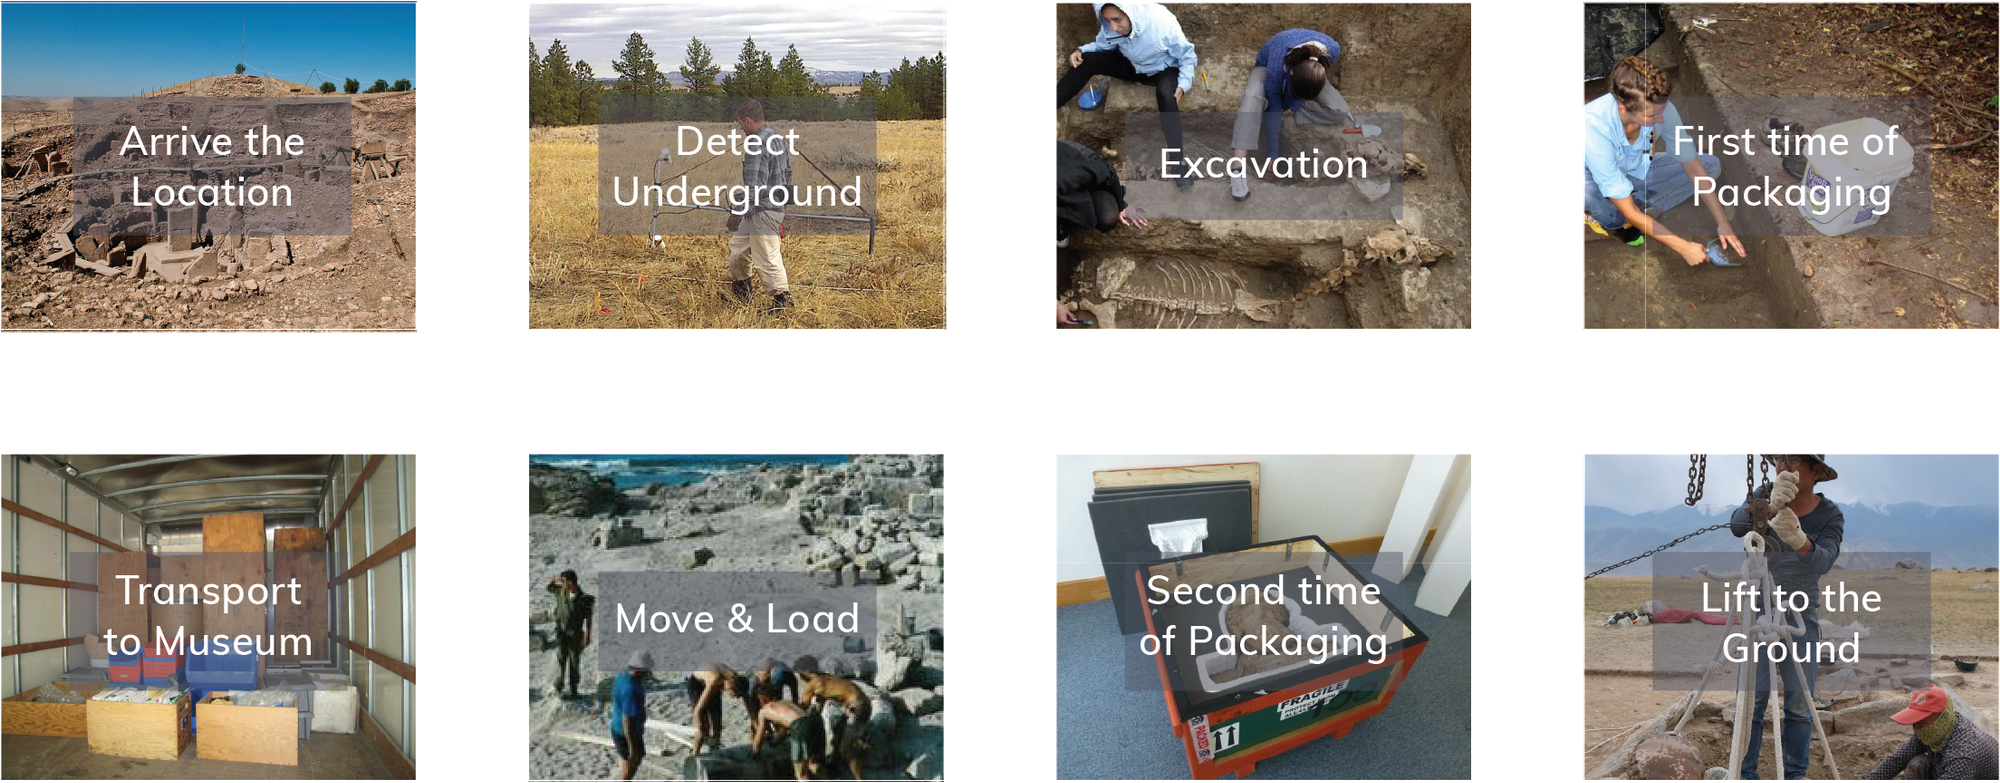 Arrive the
Location
Detect
Underground
Excavation
First time of
Packaging
Transport
to Museum
Move & Load
Second time
of Packaging
FRAGILE
PACKED
Lift to the
Ground